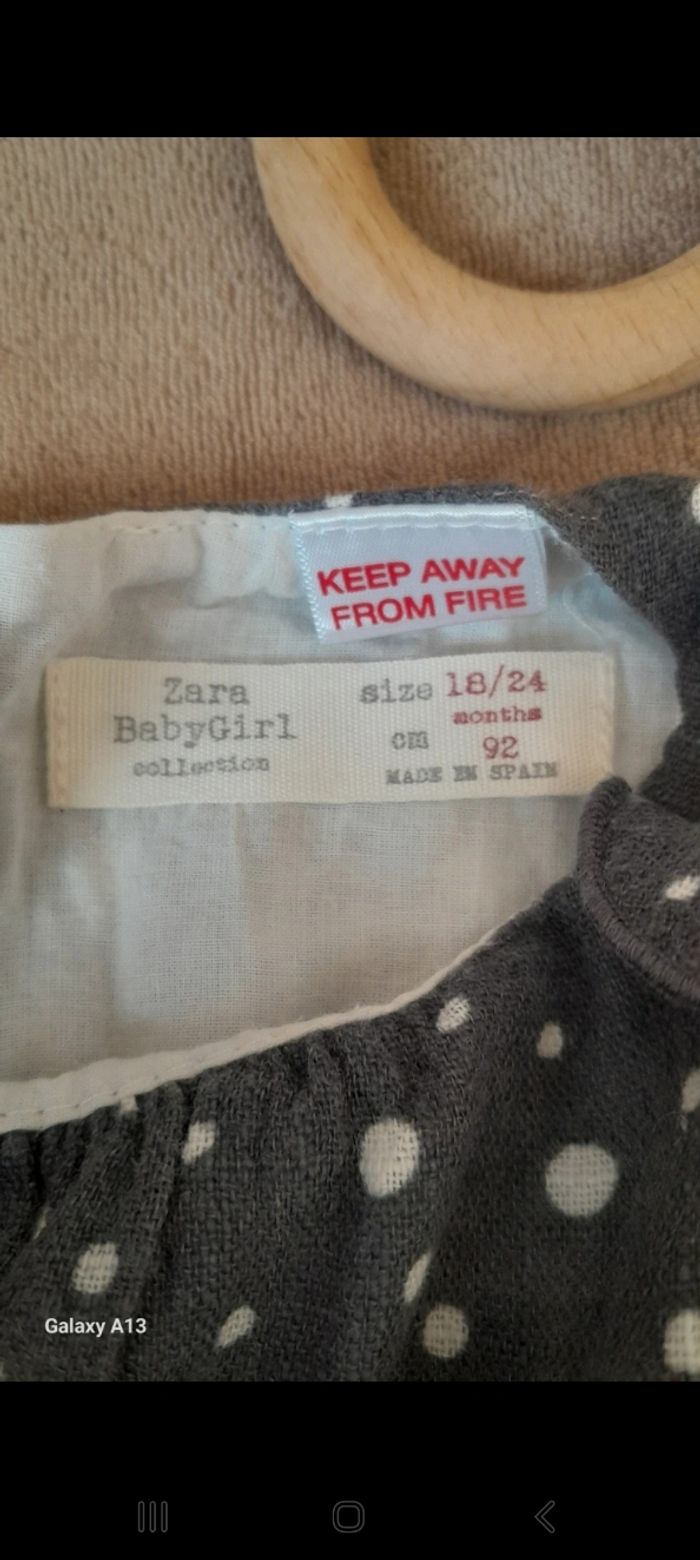 KEEP AWAY
FROM FIRE
Zara
BabyGirl
collection
size 18/24
months
cm 92
MADE IN SPAIN
Galaxy A13